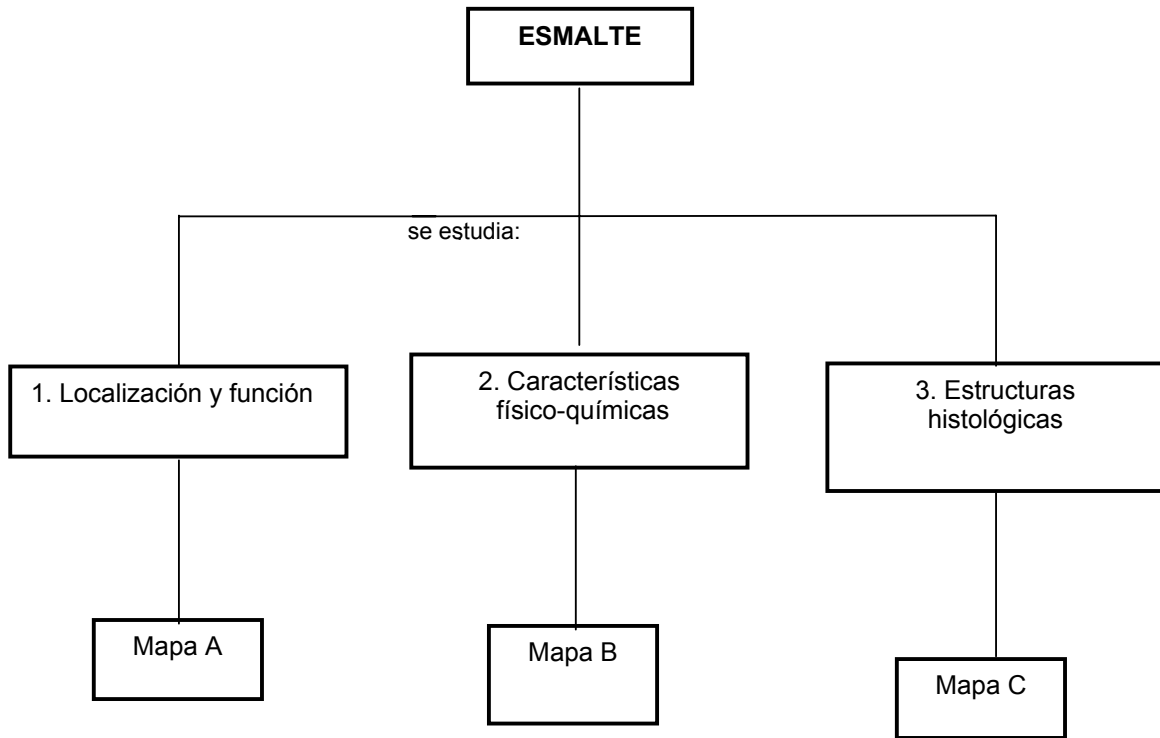 ESMALTE
se estudia:
1. Localización y función
2. Características
físico-químicas
3. Estructuras
histológicas
Mapa A
Mapa B
Mapa C